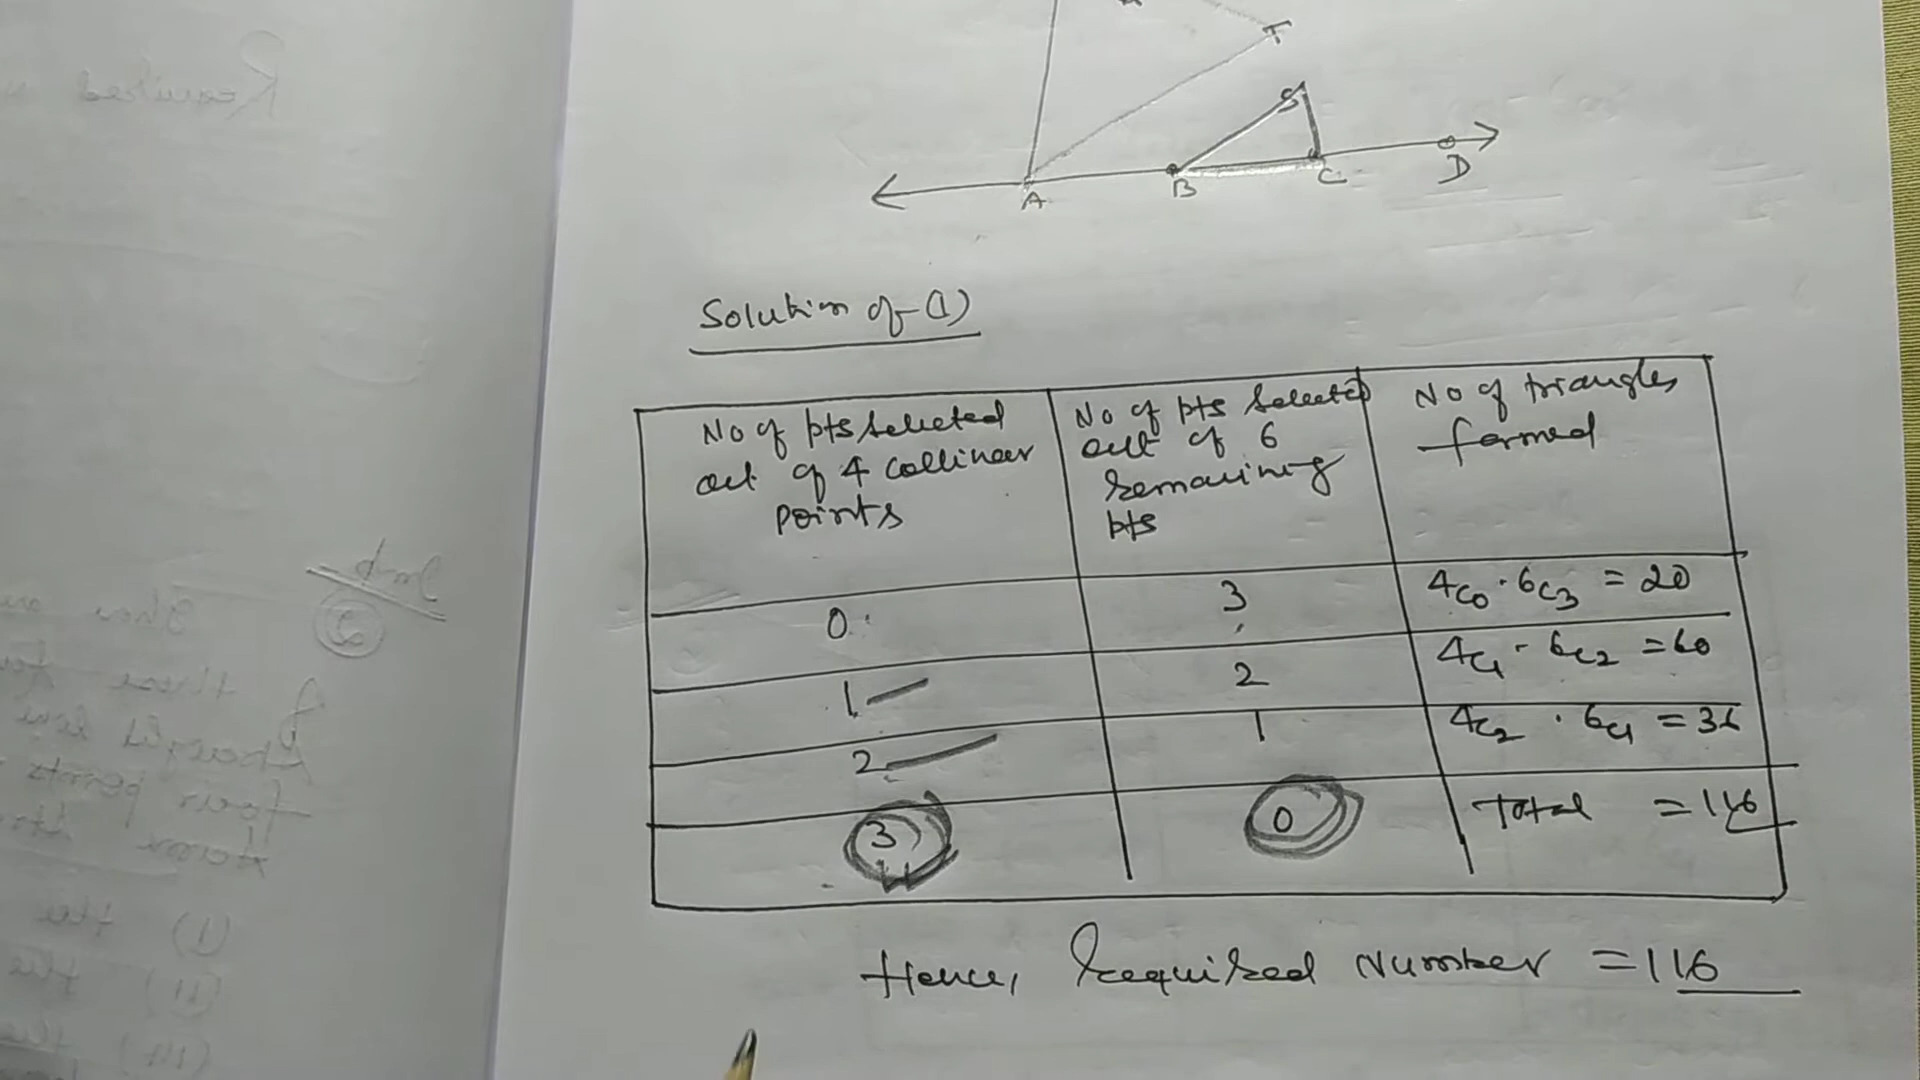 T
S
A
B
C
D
Solution of (1)
No of pts selected
out of 4 collinear
points
No of pts selected
out of 6
remaining
pts
No of triangles
formed
0
3
4C0 · 6C3 = 20
1
2
4C1 · 6C2 = 60
2
1
4C2 · 6C1 = 36
3
0
Total = 116
Hence, Required Number = 116